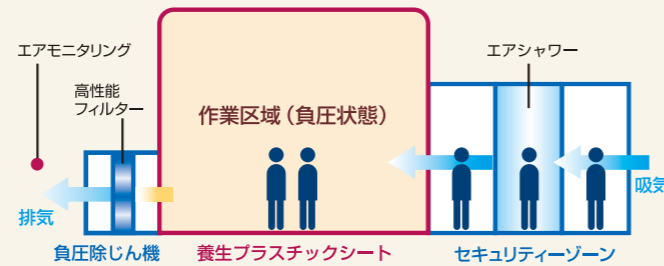 エアモニタリング
高性能
フィルター
エアシャワー
作業区域（負圧状態）
排気
吸気
負圧除じん機
養生プラスチックシート
セキュリティーゾーン